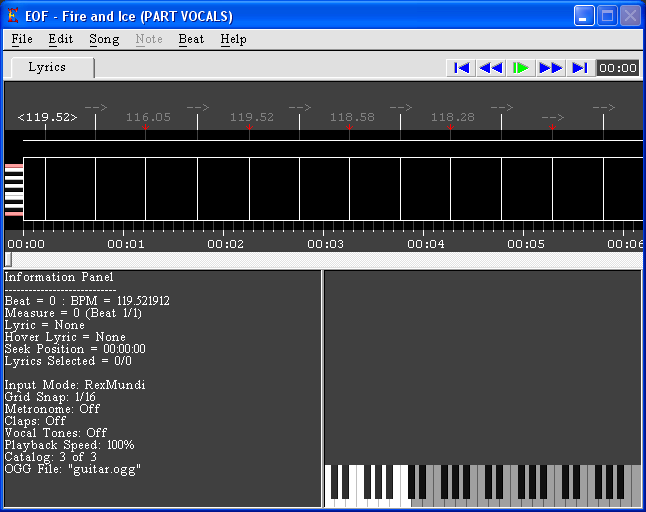 EOF - Fire and Ice (PART VOCALS)
File Edit Song Note Beat Help
Lyrics
00:00
--> --> --> --> --> -->
<119.52> 116.05 119.52 118.58 118.28 -->
00:00 00:01 00:02 00:03 00:04 00:05 00:06
Information Panel
----------------------------
Beat = 0 : BPM = 119.521912
Measure = 0 (Beat 1/1)
Lyric = None
Hover Lyric = None
Seek Position = 00:00:00
Lyrics Selected = 0/0
Input Mode: RexMundi
Grid Snap: 1/16
Metronome: Off
Claps: Off
Vocal Tones: Off
Playback Speed: 100%
Catalog: 3 of 3
OGG File: "guitar.ogg"